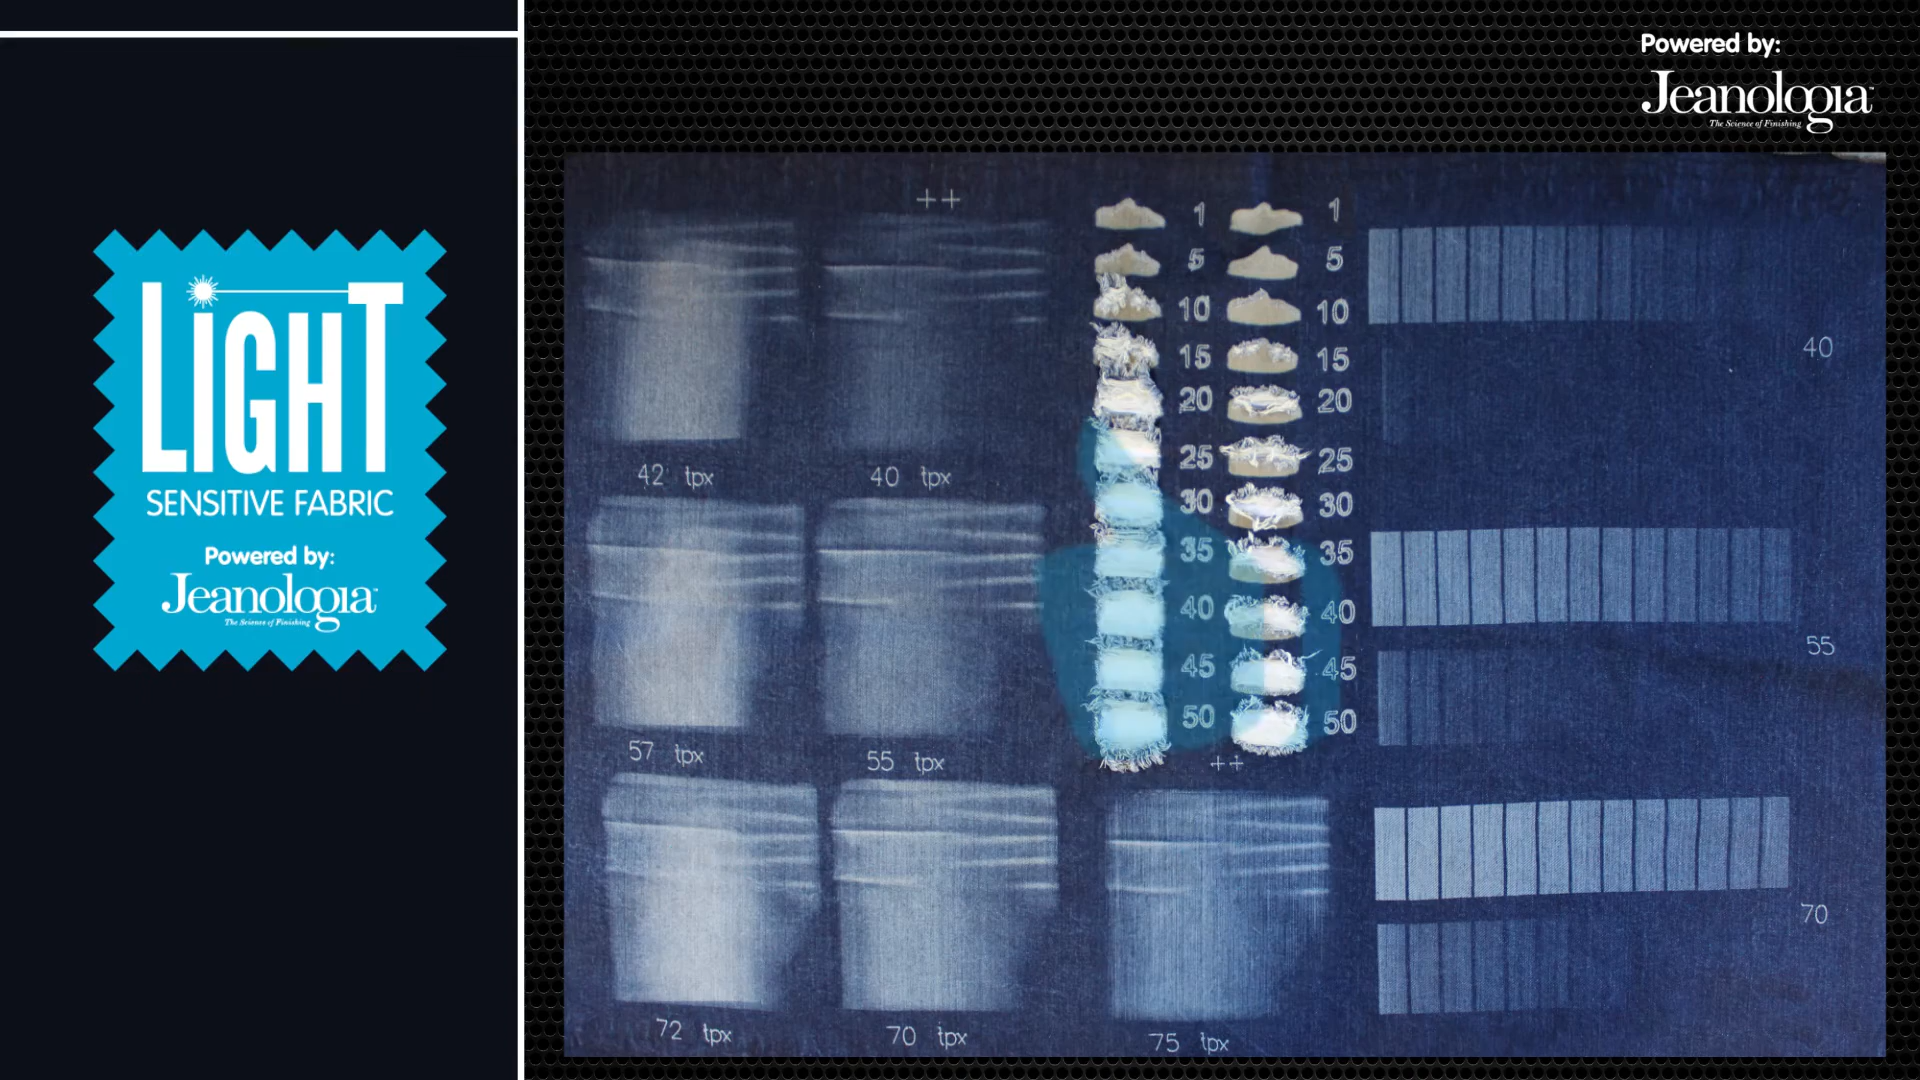 LIGHT
SENSITIVE FABRIC
Powered by:
Jeanologia
The Science of Finishing
Powered by:
Jeanologia™
The Science of Finishing
++
1 1
5 5
10 10
15 15
20 20
25 25
30 30
35 35
40 40
45 45
50 50
++
42 tpx
40 tpx
57 tpx
55 tpx
72 tpx
70 tpx
75 tpx
40
55
70